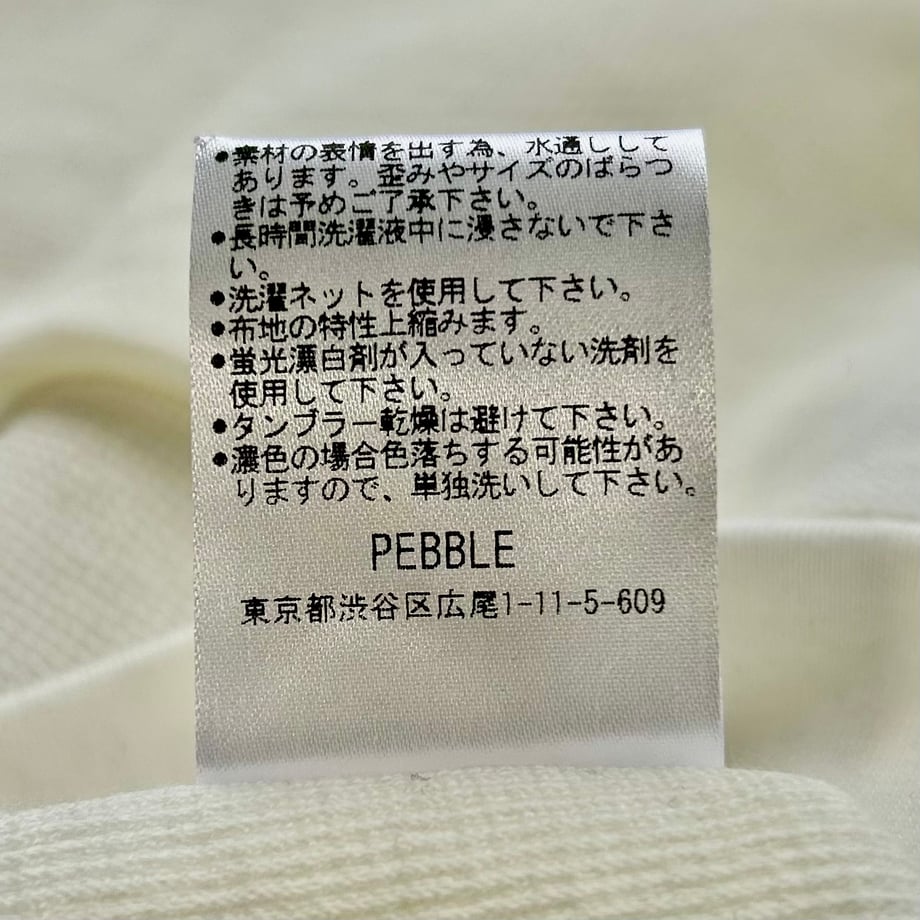 ●素材の表情を出す為、水通しして
あります。歪みやサイズのばらつ
きは予めご了承下さい。
●長時間洗濯液中に浸さないで下さ
い。
●洗濯ネットを使用して下さい。
●布地の特性上縮みます。
●蛍光漂白剤が入っていない洗剤を
使用して下さい。
●タンブラー乾燥は避けて下さい。
●濃色の場合色落ちする可能性があ
りますので、単独洗いして下さい。
PEBBLE
東京都渋谷区広尾1-11-5-609